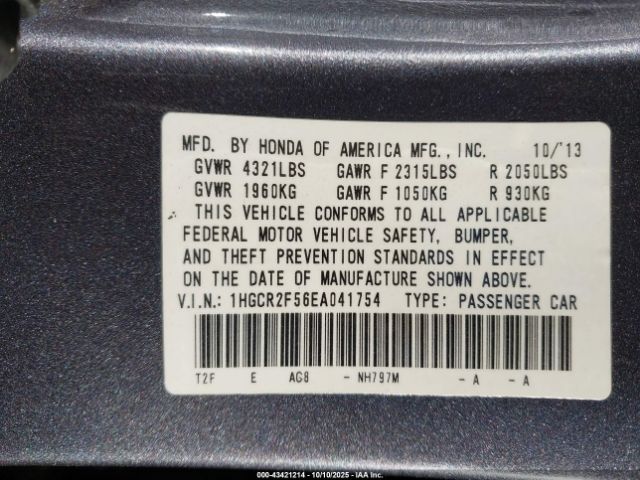 MFD. BY HONDA OF AMERICA MFG., INC. 10/'13
GVWR 4321LBS GAWR F 2315LBS R 2050LBS
GVWR 1960KG GAWR F 1050KG R 930KG
THIS VEHICLE CONFORMS TO ALL APPLICABLE
FEDERAL MOTOR VEHICLE SAFETY, BUMPER,
AND THEFT PREVENTION STANDARDS IN EFFECT
ON THE DATE OF MANUFACTURE SHOWN ABOVE.
V.I.N.: 1HGCR2F56EA041754 TYPE: PASSENGER CAR
T2F E AG8 - NH797M - A - A
000-43421214 - 10/10/2025 - IAA Inc.